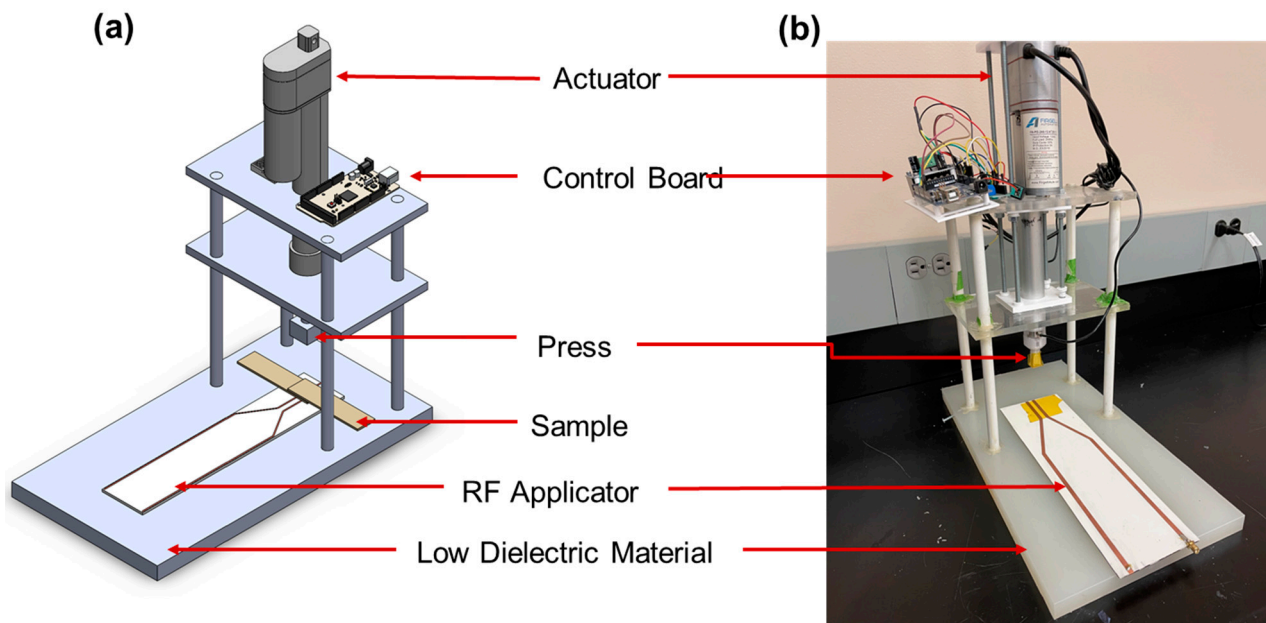 (a)
(b)
Actuator
Control Board
Press
Sample
RF Applicator
Low Dielectric Material